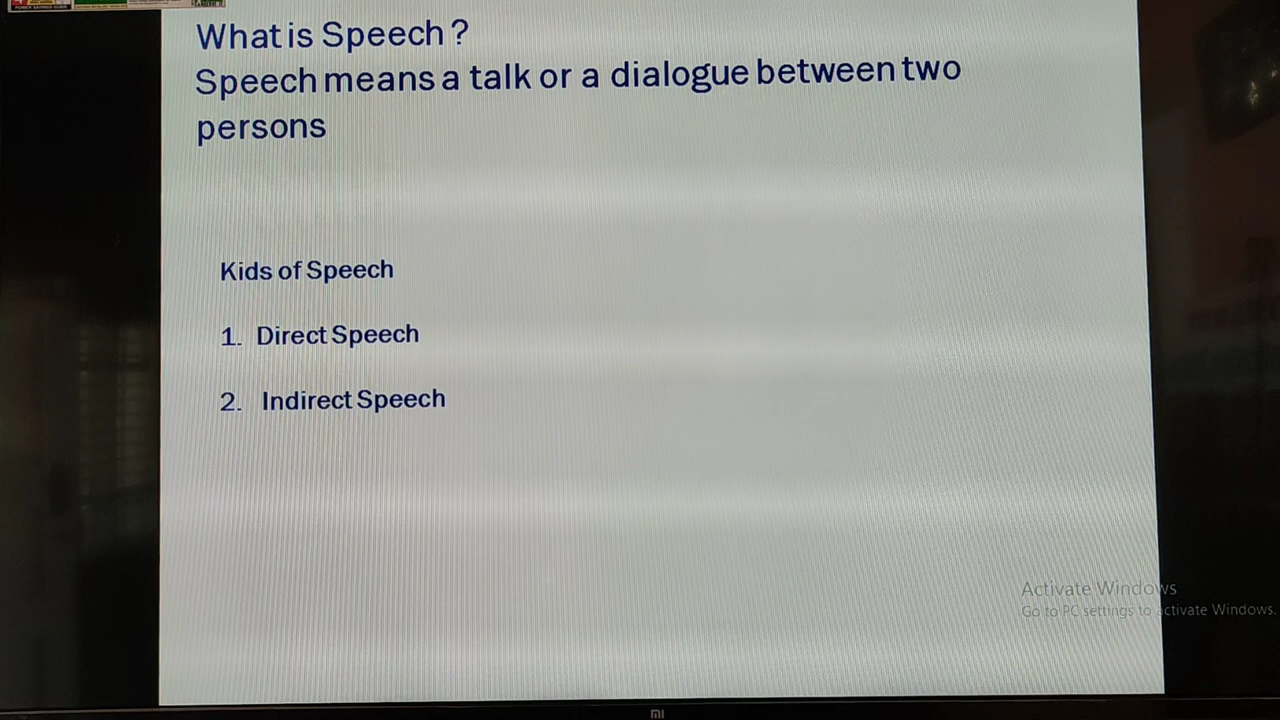 What is Speech ?
Speech means a talk or a dialogue between two
persons
Kids of Speech
1. Direct Speech
2. Indirect Speech
Activate Windows
Go to PC settings to activate Windows.
mi